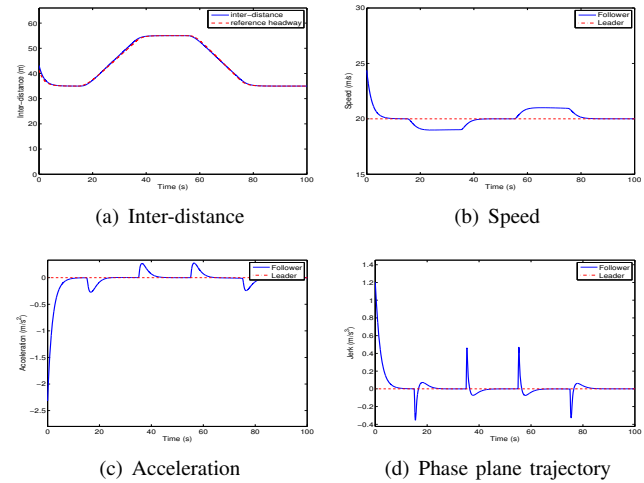 60
50
40
30
20
10
0
0
20
40
60
80
100
Inter-distance (m)
Time (s)
inter-distance
reference headway
(a) Inter-distance
30
25
20
15
0
20
40
60
80
100
Speed (m/s)
Time (s)
Follower
Leader
(b) Speed
0
−0.5
−1
−1.5
−2
−2.5
0
20
40
60
80
100
Acceleration (m/s²)
Time (s)
Follower
Leader
(c) Acceleration
1.4
1.2
1
0.8
0.6
0.4
0.2
0
−0.2
−0.4
0
20
40
60
80
100
Jerk (m/s³)
Time (s)
Follower
Leader
(d) Phase plane trajectory